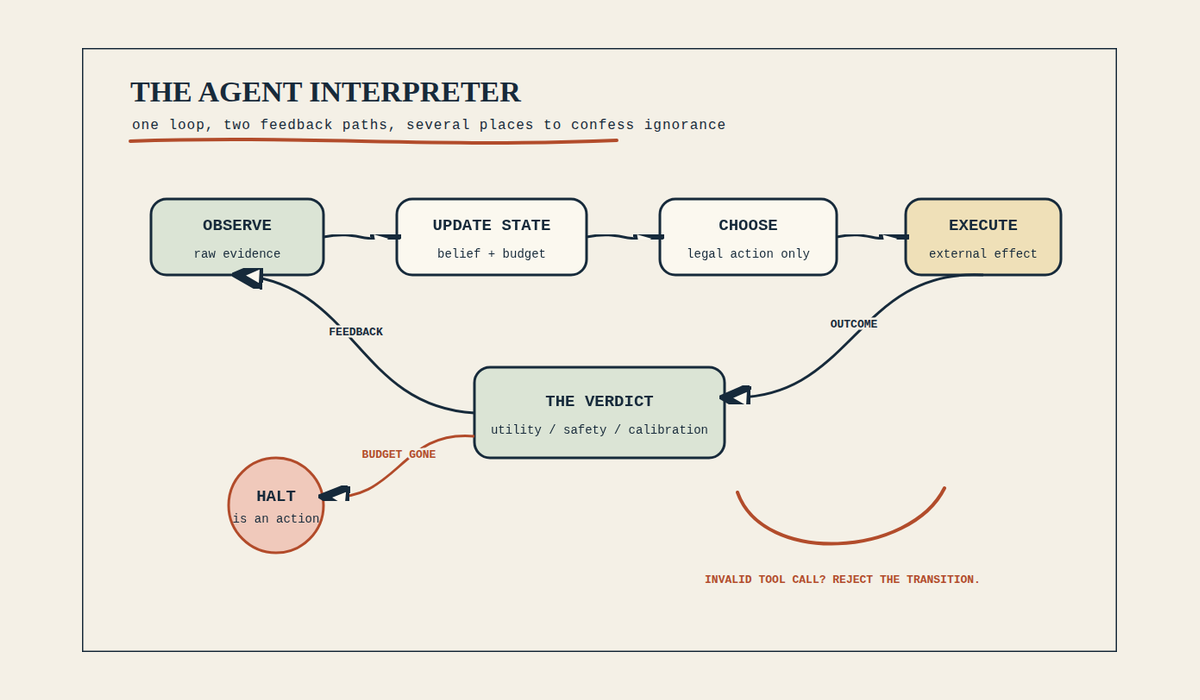 THE AGENT INTERPRETER
one loop, two feedback paths, several places to confess ignorance
OBSERVE
raw evidence
UPDATE STATE
belief + budget
CHOOSE
legal action only
EXECUTE
external effect
FEEDBACK
OUTCOME
THE VERDICT
utility / safety / calibration
BUDGET GONE
HALT
is an action
INVALID TOOL CALL? REJECT THE TRANSITION.